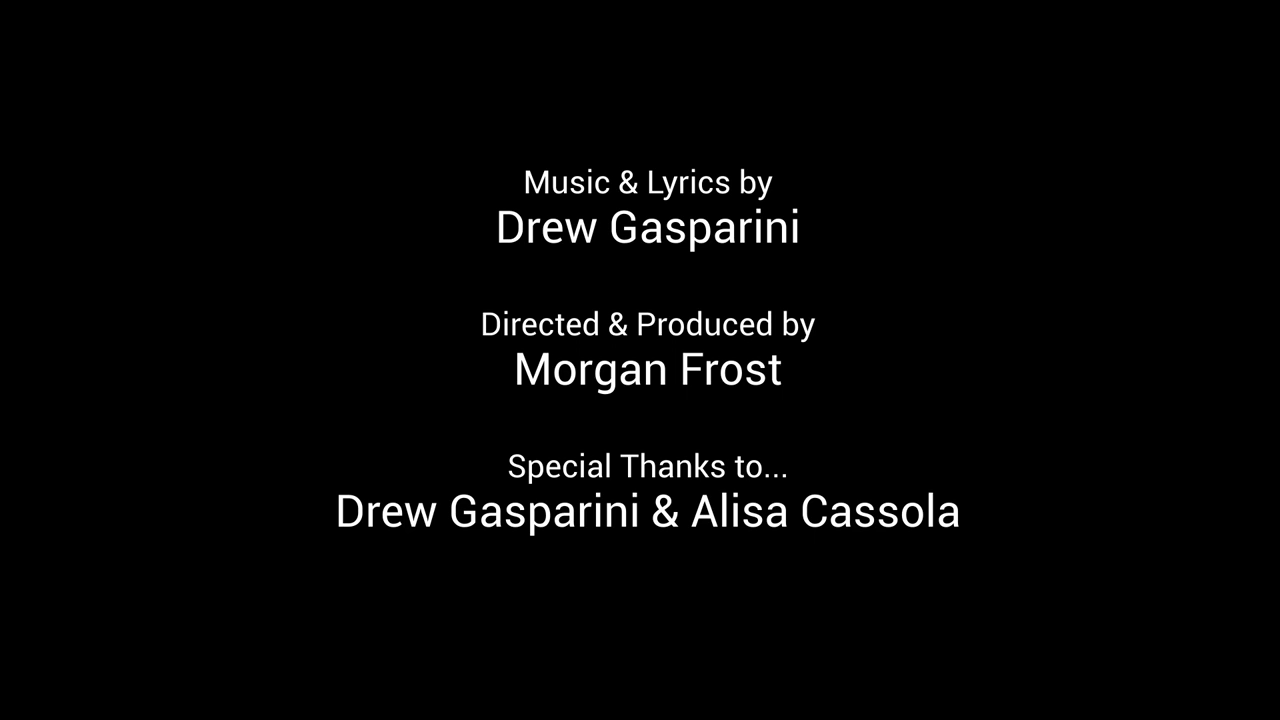 Music & Lyrics by
Drew Gasparini
Directed & Produced by
Morgan Frost
Special Thanks to...
Drew Gasparini & Alisa Cassola